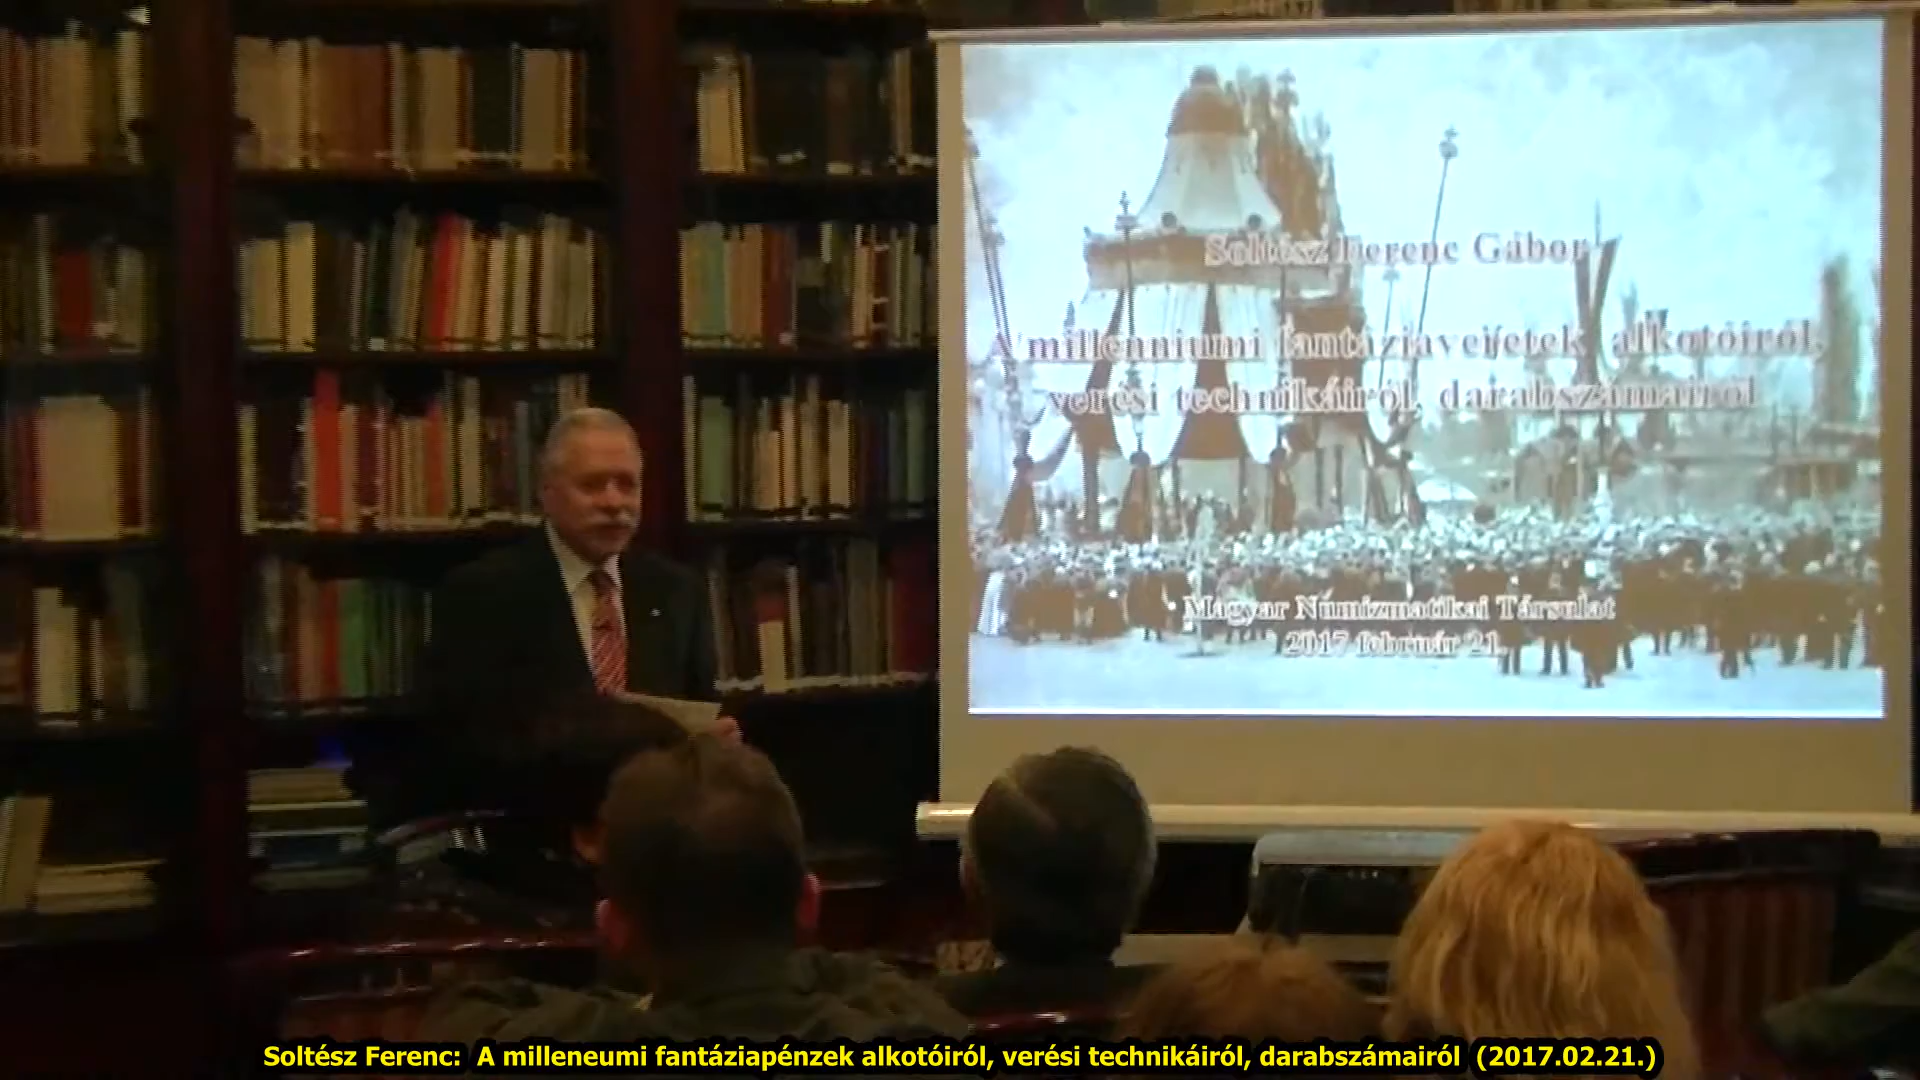 Soltész Ferenc Gábor
A millenniumi fantáziaveretek alkotóiról,
verési technikáiról, darabszámairól
Magyar Numizmatikai Társulat
2017 február 21.
Soltész Ferenc: A milleneumi fantáziapénzek alkotóiról, verési technikáiról, darabszámairól (2017.02.21.)